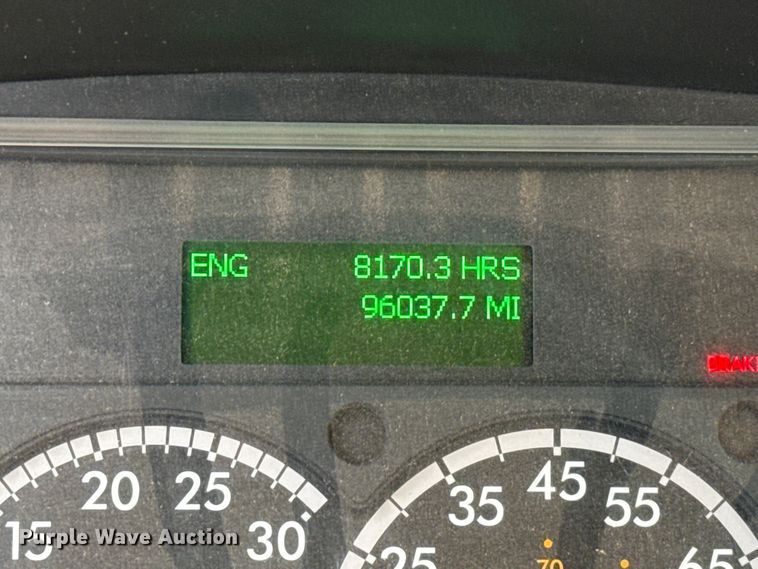 ENG 8170.3 HRS
96037.7 MI
15 20 25 30
25 35 45 55 65
70
Purple Wave Auction